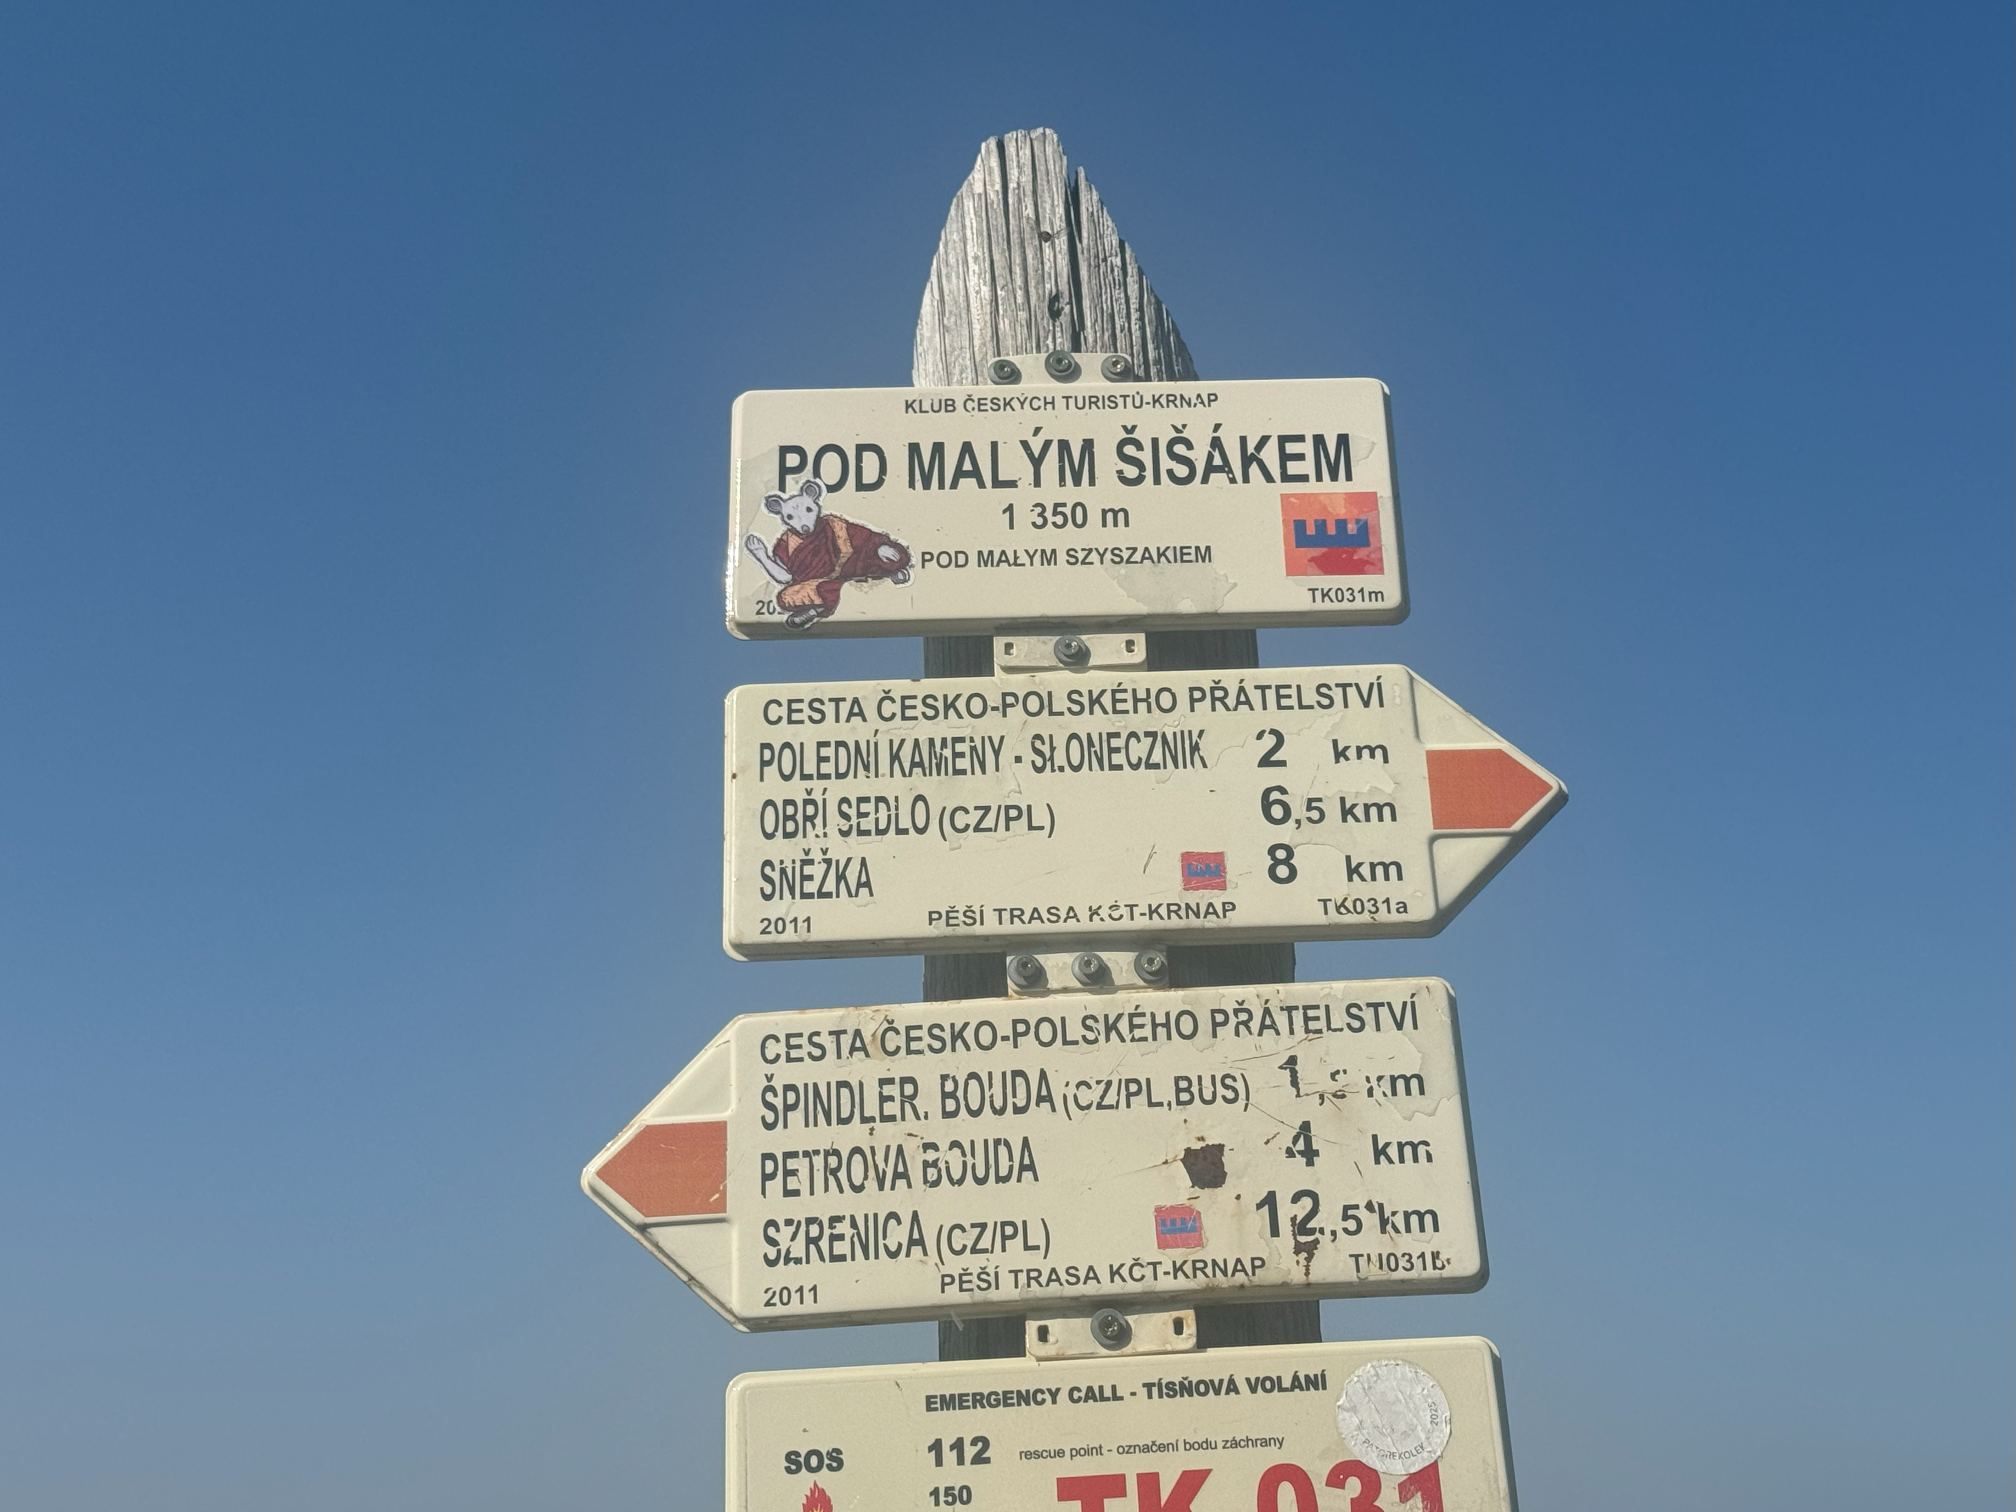 KLUB ČESKÝCH TURISTŮ-KRNAP
POD MALÝM ŠIŠÁKEM
1 350 m
POD MAŁYM SZYSZAKIEM
TK031m
CESTA ČESKO-POLSKÉHO PŘÁTELSTVÍ
POLEDNÍ KAMENY - SŁONECZNIK 2 km
OBŘÍ SEDLO (CZ/PL) 6,5 km
SNĚŽKA 8 km
2011 PĚŠÍ TRASA KČT-KRNAP TK031a
CESTA ČESKO-POLSKÉHO PŘÁTELSTVÍ
ŠPINDLER. BOUDA (CZ/PL,BUS) km
PETROVA BOUDA 4 km
SZRENICA (CZ/PL) 12,5 km
2011 PĚŠÍ TRASA KČT-KRNAP
EMERGENCY CALL - TÍSŇOVÁ VOLÁNÍ
SOS 112 rescue point - označení bodu záchrany
150 TK 031
2025